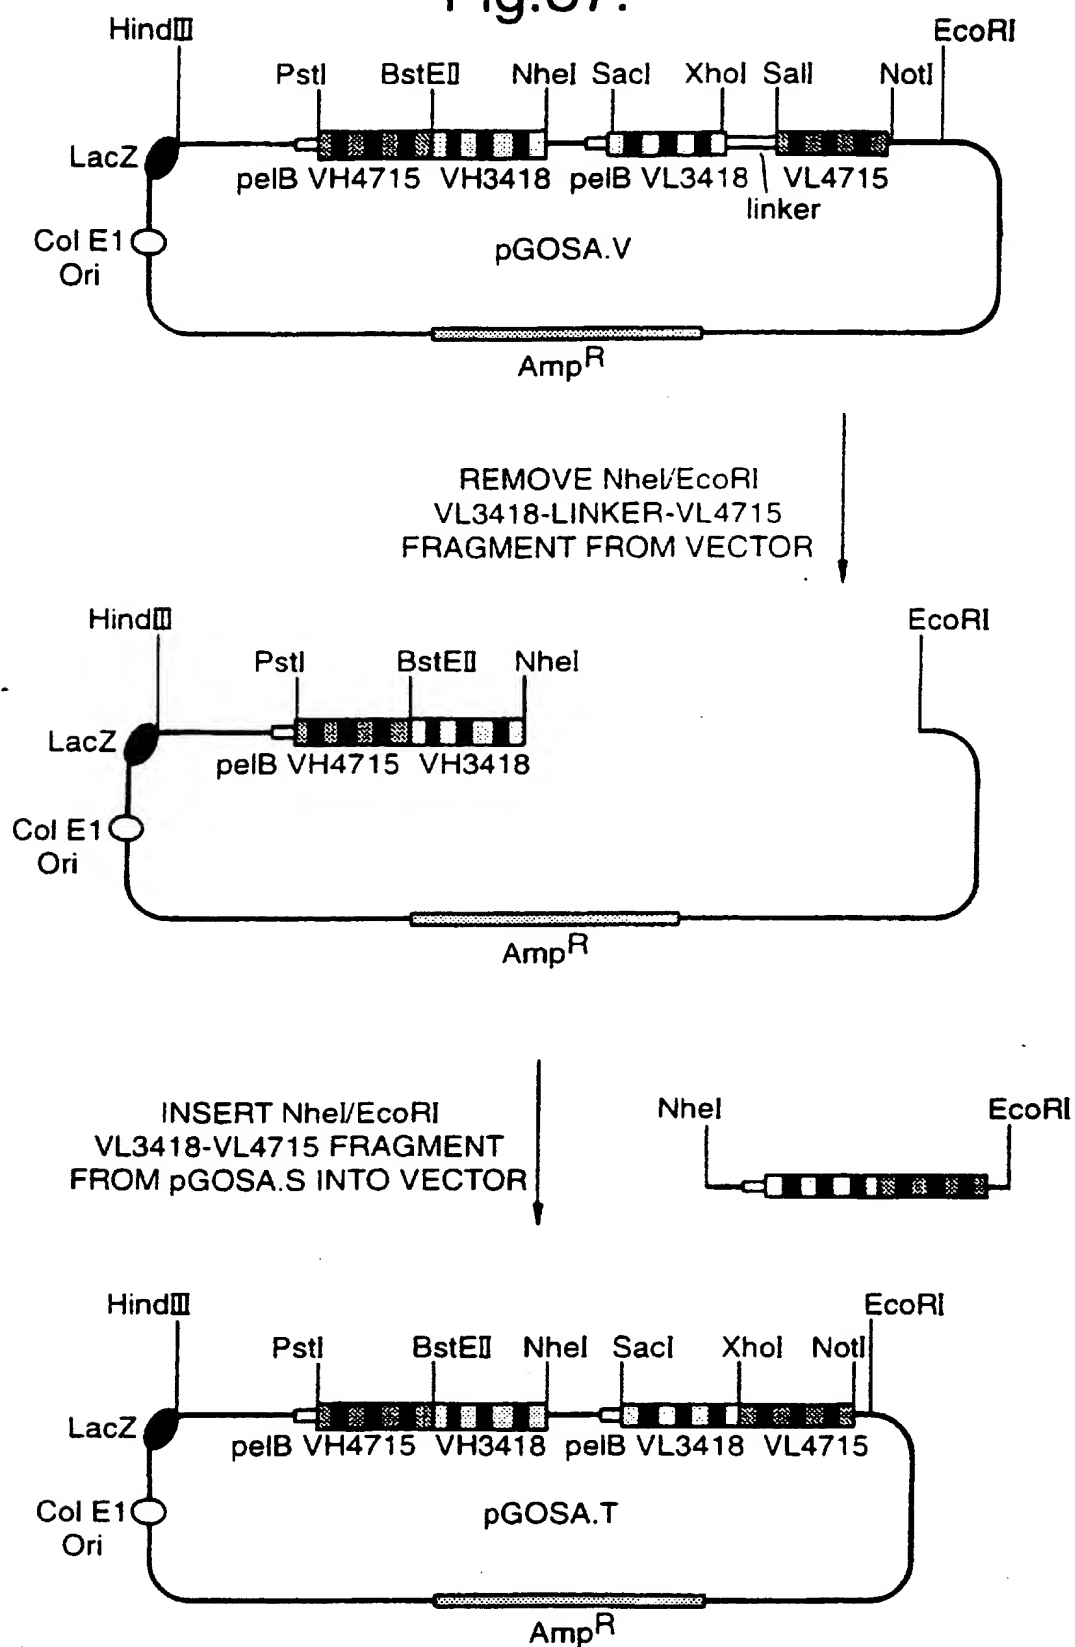 Fig.37.
HindIII EcoRI
PstI BstEII NheI SacI XhoI SalI NotI
LacZ
pelB VH4715 VH3418 pelB VL3418 VL4715
linker
Col E1
Ori
pGOSA.V
AmpR
REMOVE NheI/EcoRI
VL3418-LINKER-VL4715
FRAGMENT FROM VECTOR
HindIII EcoRI
PstI BstEII NheI
LacZ
pelB VH4715 VH3418
Col E1
Ori
AmpR
INSERT NheI/EcoRI
VL3418-VL4715 FRAGMENT
FROM pGOSA.S INTO VECTOR
NheI EcoRI
HindIII EcoRI
PstI BstEII NheI SacI XhoI NotI
LacZ
pelB VH4715 VH3418 pelB VL3418 VL4715
Col E1
Ori
pGOSA.T
AmpR